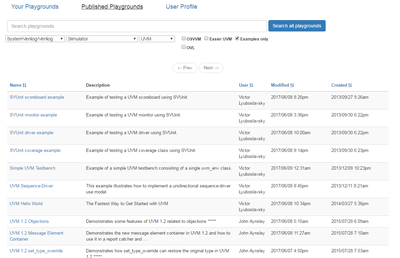 Your Playgrounds Published Playgrounds User Profile
Search playgrounds Search all playgrounds
SystemVerilog/Verilog Simulator UVM OSVVM Easier UVM Examples only
SVL
← Prev Next →
Name Description User Modified Created
SVUnit scoreboard example Example of testing a UVM scoreboard using SVUnit. Victor Lyuboslavsky 2017/06/08 8:26pm 2013/09/27 9:26am
SVUnit monitor example Example of testing a UVM monitor using SVUnit. Victor Lyuboslavsky 2017/06/08 3:36pm 2013/09/30 6:22pm
SVUnit driver example Example of testing a UVM driver using SVUnit. Victor Lyuboslavsky 2017/06/08 10:00am 2013/09/30 6:22pm
SVUnit coverage example Example of testing a UVM coverage class using SVUnit Victor Lyuboslavsky 2017/06/08 9:14pm 2013/09/30 6:23pm
Simple UVM Testbench Example of a simple UVM testbench consisting of a single uvm_env class. Victor Lyuboslavsky 2017/06/09 12:31am 2013/12/09 10:23pm
UVM Sequence-Driver This example illustrates how to implement a unidirectional sequence-driver use model Victor Lyuboslavsky 2017/06/08 8:45pm 2013/12/11 8:21am
UVM Hello World The Fastest Way to Get Started with UVM Victor Lyuboslavsky 2017/06/08 10:34pm 2014/03/27 5:36pm
UVM 1.2 Objections Demonstrates some features of UVM 1.2 related to objections ***** John Aynsley 2017/06/08 5:15am 2015/07/28 6:09am
UVM 1.2 Message Element Container Demonstrates the new message element container in UVM 1.2 and how to use it in a report catcher and ... John Aynsley 2017/06/08 11:27am 2015/07/28 7:10am
UVM 1.2 set_type_override Demonstrates how set_type_override can restore the original type in UVM 1.2 ***** John Aynsley 2017/06/07 4:50pm 2015/07/28 7:53am